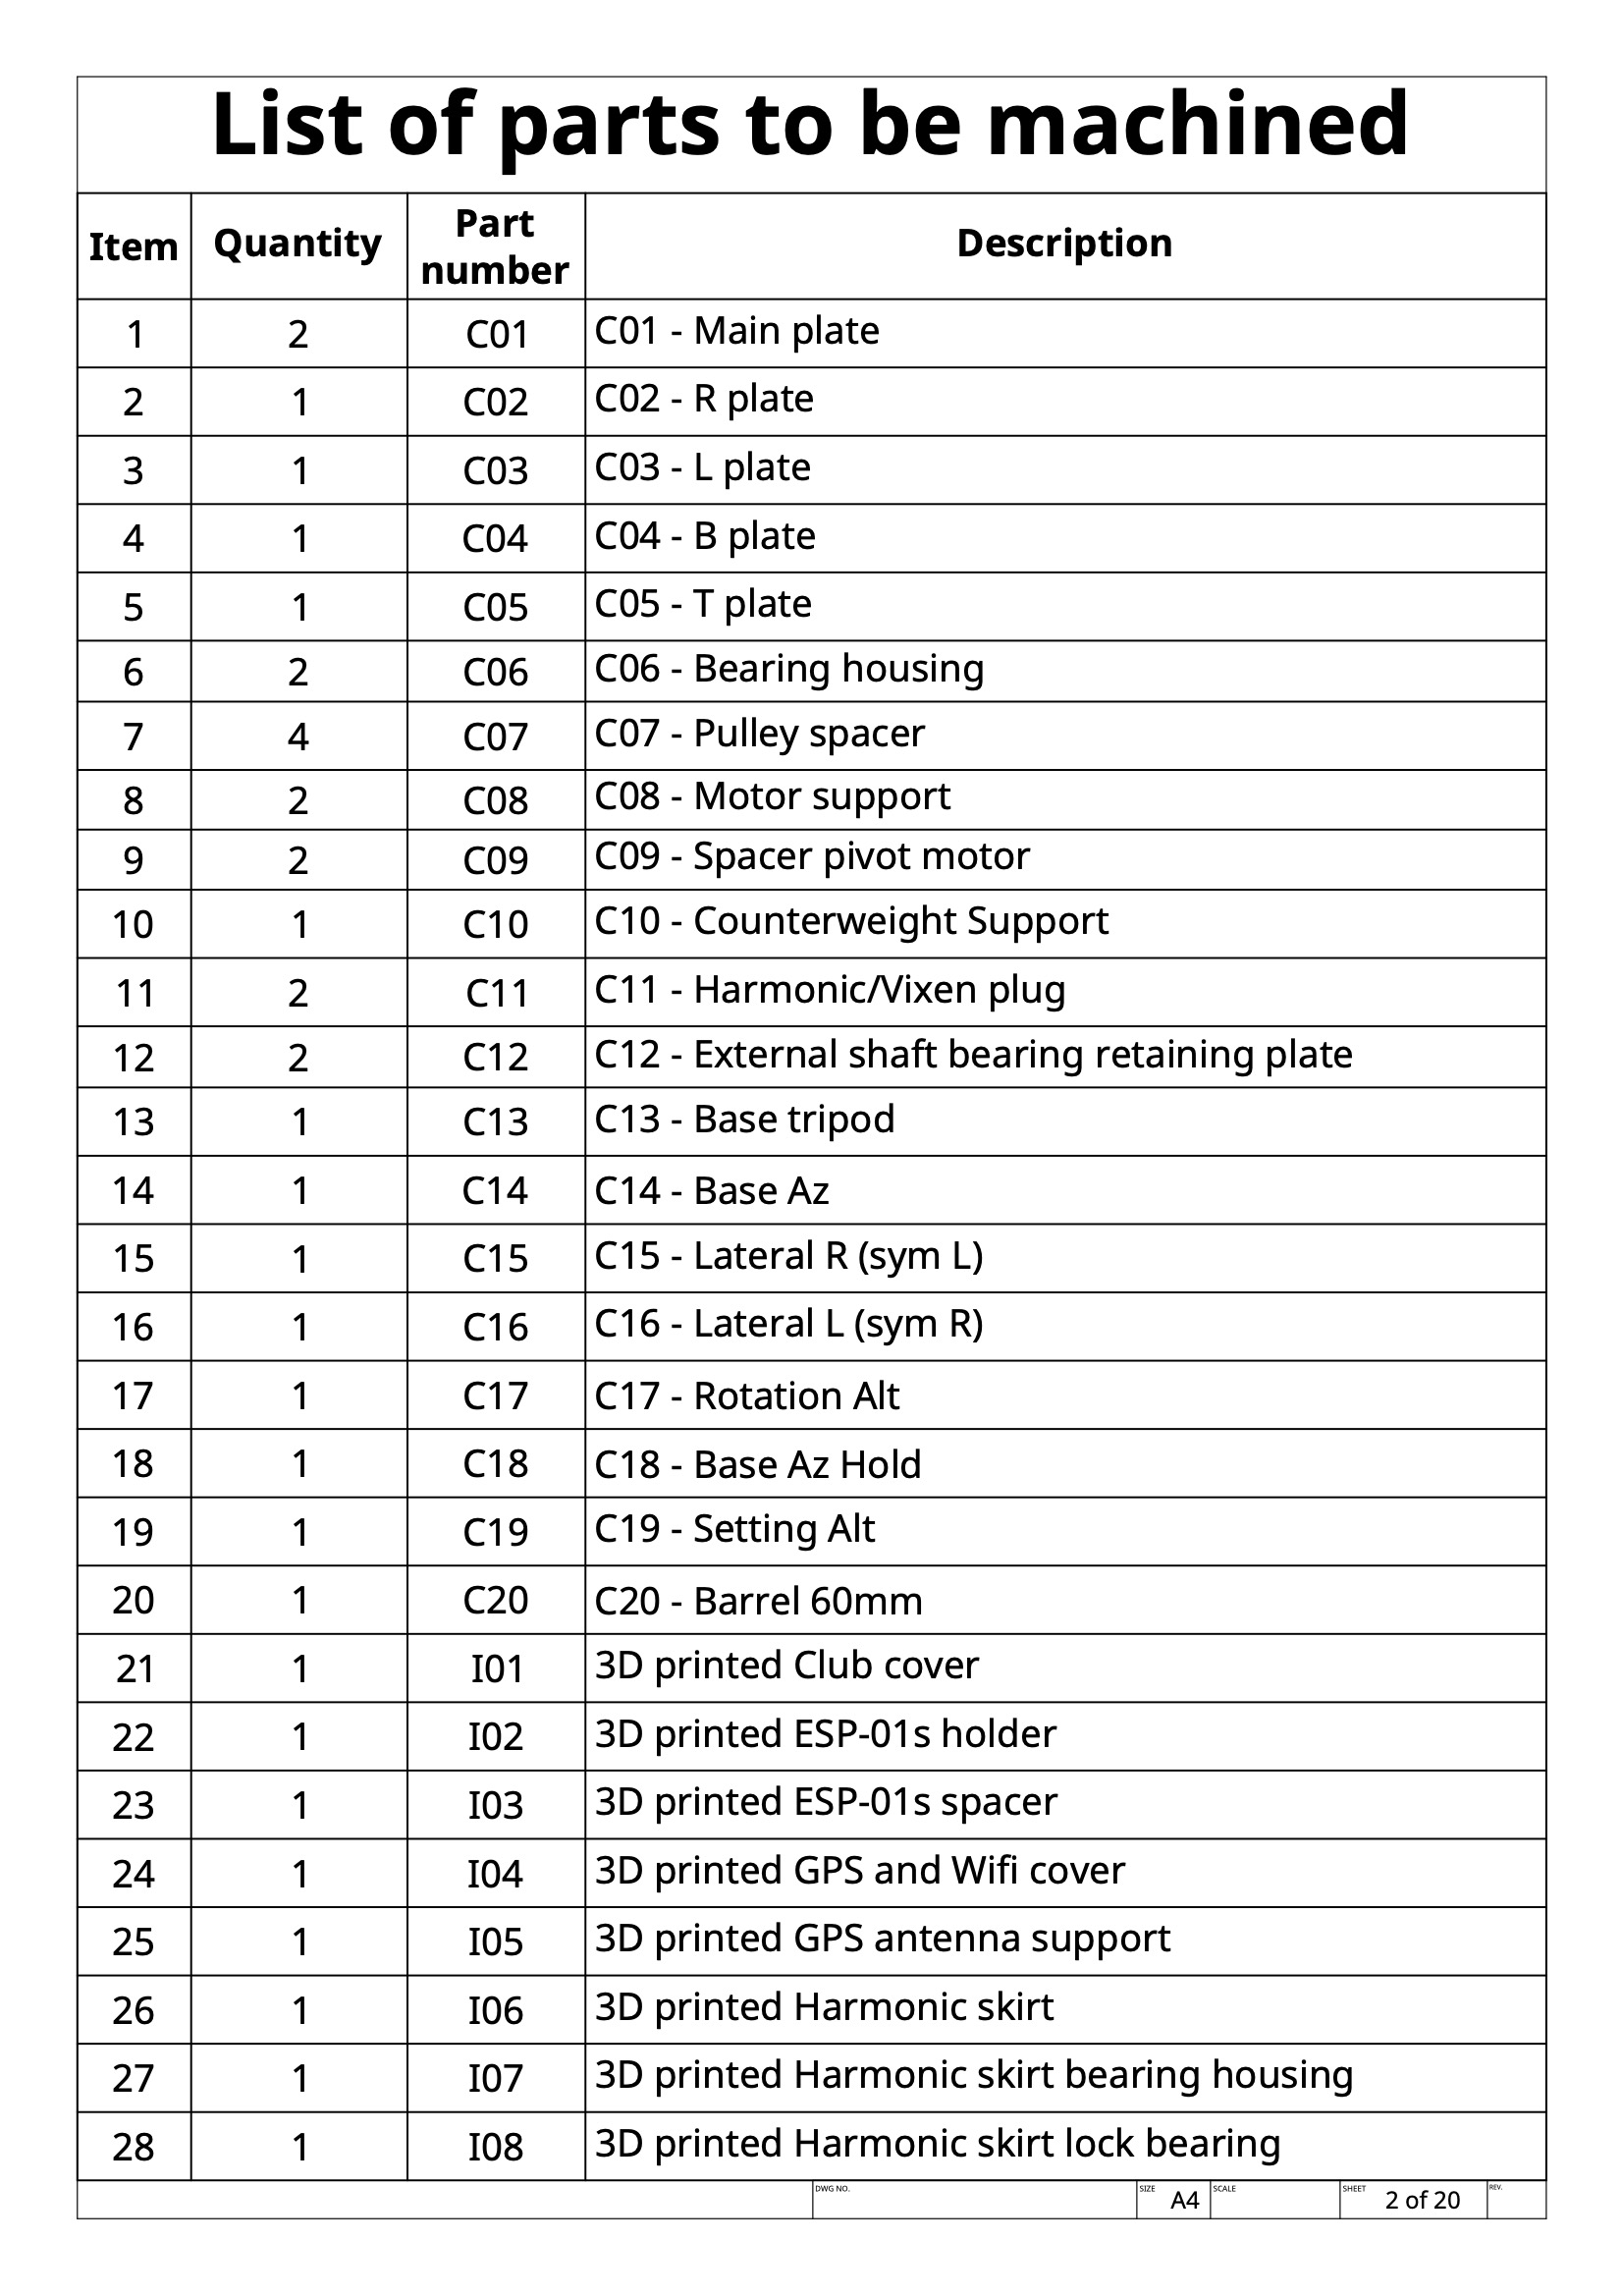 List of parts to be machined
Item Quantity Part number Description
1 2 C01 C01 - Main plate
2 1 C02 C02 - R plate
3 1 C03 C03 - L plate
4 1 C04 C04 - B plate
5 1 C05 C05 - T plate
6 2 C06 C06 - Bearing housing
7 4 C07 C07 - Pulley spacer
8 2 C08 C08 - Motor support
9 2 C09 C09 - Spacer pivot motor
10 1 C10 C10 - Counterweight Support
11 2 C11 C11 - Harmonic/Vixen plug
12 2 C12 C12 - External shaft bearing retaining plate
13 1 C13 C13 - Base tripod
14 1 C14 C14 - Base Az
15 1 C15 C15 - Lateral R (sym L)
16 1 C16 C16 - Lateral L (sym R)
17 1 C17 C17 - Rotation Alt
18 1 C18 C18 - Base Az Hold
19 1 C19 C19 - Setting Alt
20 1 C20 C20 - Barrel 60mm
21 1 I01 3D printed Club cover
22 1 I02 3D printed ESP-01s holder
23 1 I03 3D printed ESP-01s spacer
24 1 I04 3D printed GPS and Wifi cover
25 1 I05 3D printed GPS antenna support
26 1 I06 3D printed Harmonic skirt
27 1 I07 3D printed Harmonic skirt bearing housing
28 1 I08 3D printed Harmonic skirt lock bearing
DWG NO. SIZE A4 SCALE SHEET 2 of 20 REV.